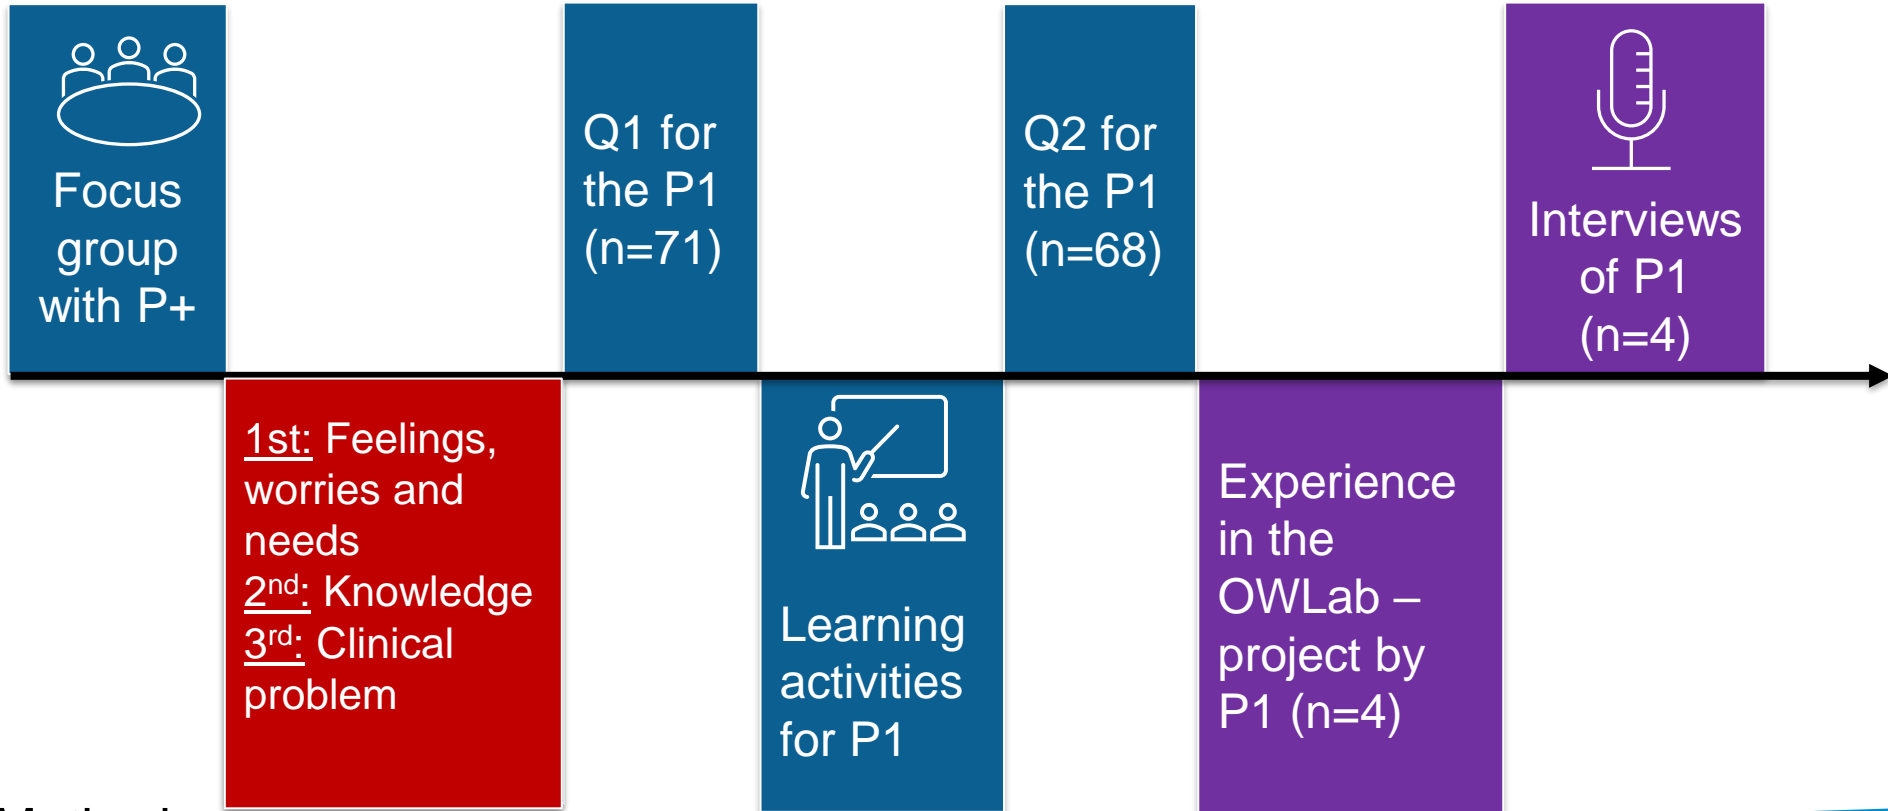 Focus
group
with P+
1st: Feelings,
worries and
needs
2nd: Knowledge
3rd: Clinical
problem
Q1 for
the P1
(n=71)
Learning
activities
for P1
Q2 for
the P1
(n=68)
Experience
in the
OWLab –
project by
P1 (n=4)
Interviews
of P1
(n=4)